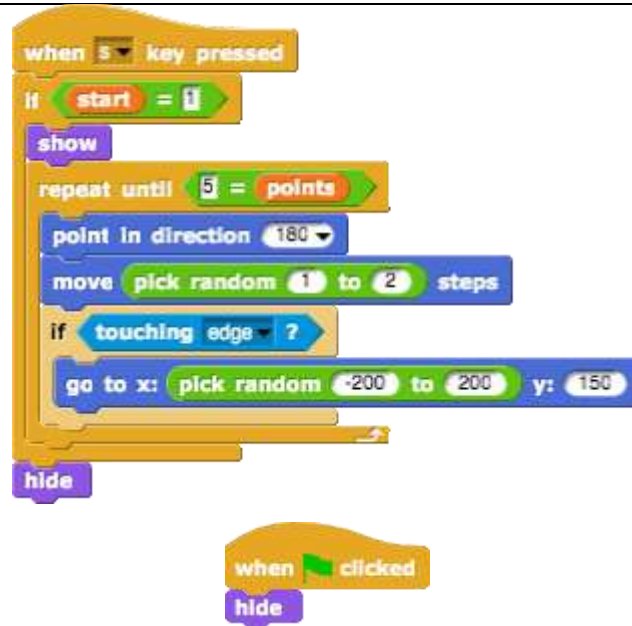 when s key pressed
if start = 1
show
repeat until 5 = points
point in direction 180
move pick random 1 to 2 steps
if touching edge ?
go to x: pick random -200 to 200 y: 150
hide
when clicked
hide